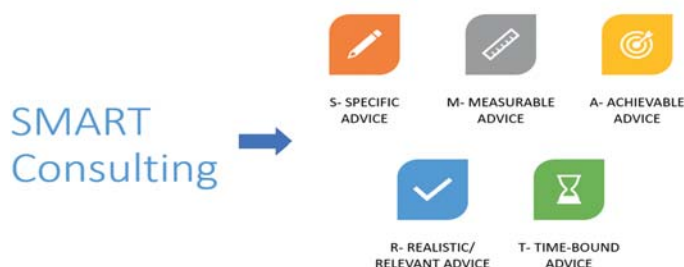 SMART
Consulting
S- SPECIFIC
ADVICE
M- MEASURABLE
ADVICE
A- ACHIEVABLE
ADVICE
R- REALISTIC/
RELEVANT ADVICE
T- TIME-BOUND
ADVICE